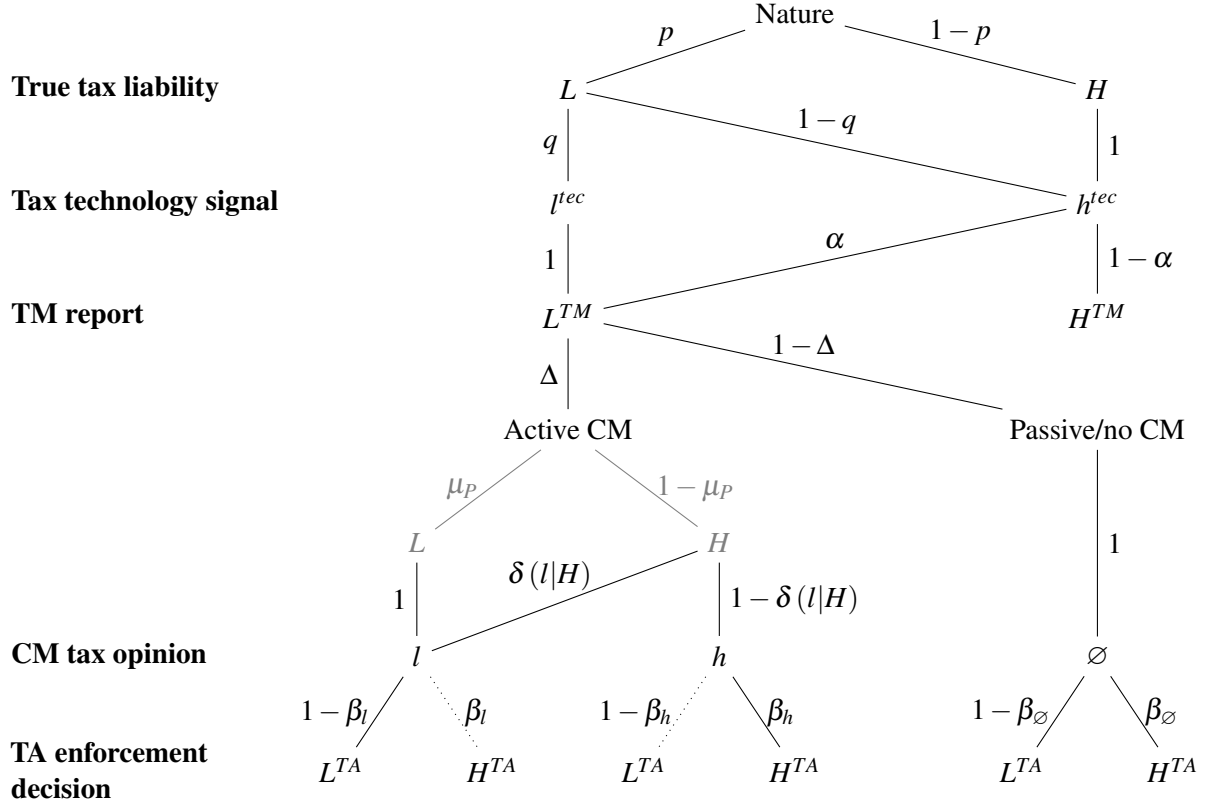 Nature
p
1 − p
True tax liability
L
H
1 − q
q
1
Tax technology signal
l^{tec}
h^{tec}
α
1
1 − α
TM report
L^{TM}
H^{TM}
1 − Δ
Δ
Active CM
Passive/no CM
μ_P
1 − μ_P
L
H
1
δ (l|H)
1
1 − δ (l|H)
CM tax opinion
l
h
∅
1 − β_l
β_l
1 − β_h
β_h
1 − β_∅
β_∅
TA enforcement
decision
L^{TA}
H^{TA}
L^{TA}
H^{TA}
L^{TA}
H^{TA}